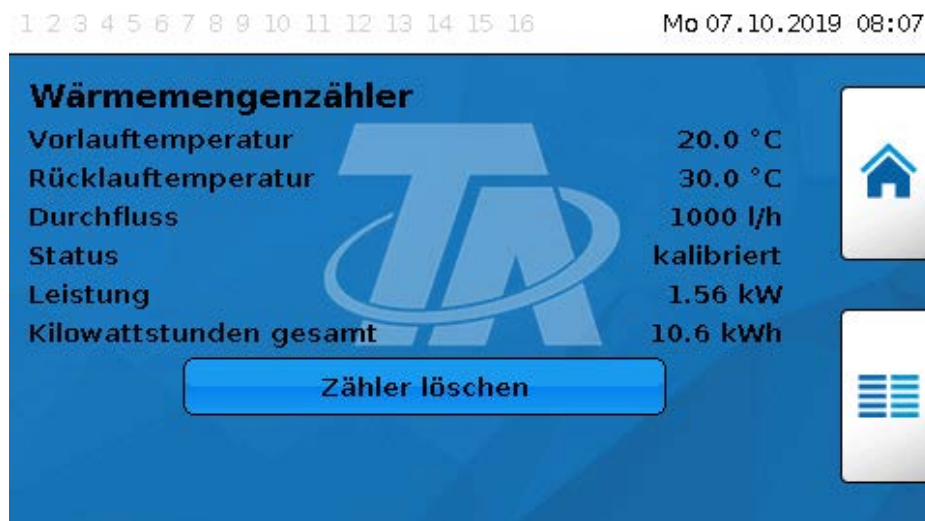 1 2 3 4 5 6 7 8 9 10 11 12 13 14 15 16 Mo 07.10.2019 08:07
Wärmemengenzähler
Vorlauftemperatur 20.0 °C
Rücklauftemperatur 30.0 °C
Durchfluss 1000 l/h
Status kalibriert
Leistung 1.56 kW
Kilowattstunden gesamt 10.6 kWh
Zähler löschen
TA